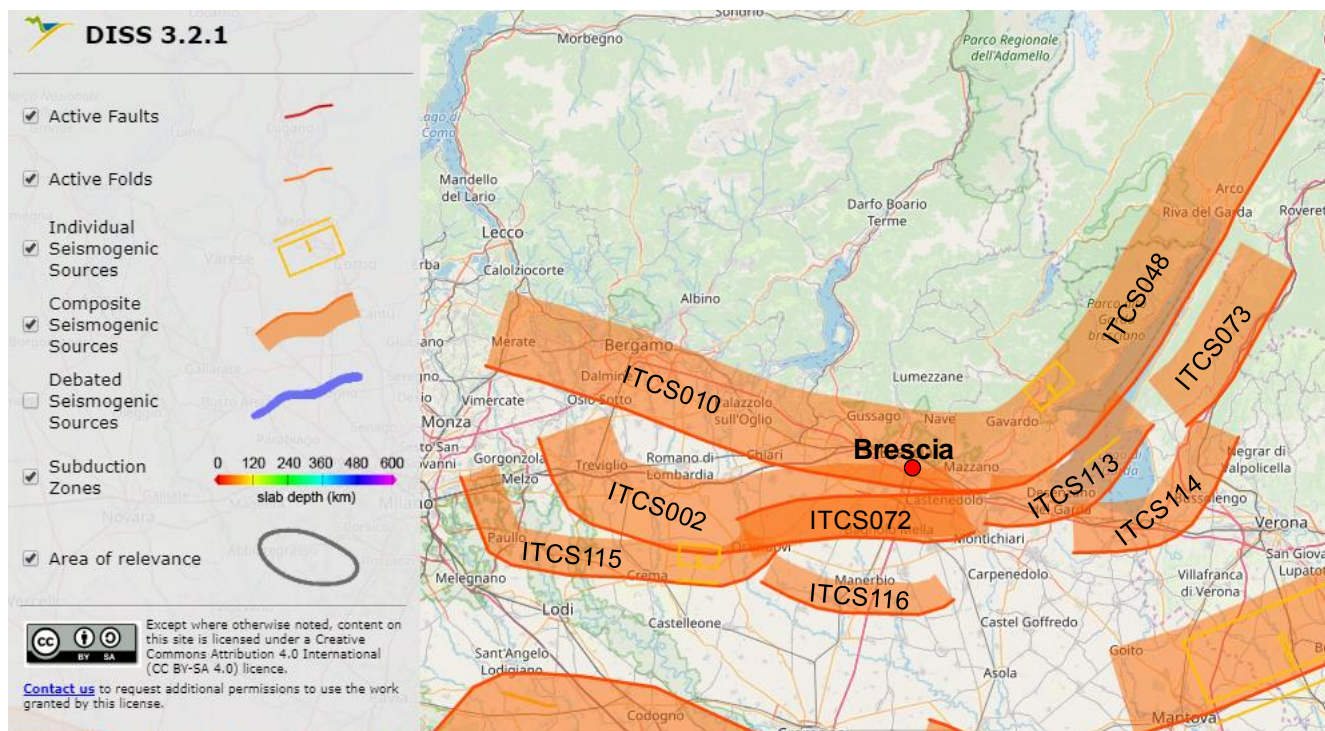 DISS 3.2.1
Active Faults
Active Folds
Individual
Seismogenic
Sources
Composite
Seismogenic
Sources
Debated
Seismogenic
Sources
Subduction
Zones
0 120 240 360 480 600
slab depth (km)
Area of relevance
cc
BY SA
Except where otherwise noted, content on
this site is licensed under a Creative
Commons Attribution 4.0 International
(CC BY-SA 4.0) licence.
Contact us to request additional permissions to use the work
granted by this license.
Sondrio
Morbegno
Parco Regionale
dell'Adamello
Mandello
del Lario
Darfo Boario
Terme
Arco
Riva del Garda
Lecco
Calolziocorte
Albino
ITCS048
ITCS073
Merate
Bergamo
Dalmine
ITCS010
Osio Sotto
Palazzolo
sull'Oglio
Lumezzane
Vimercate
Monza
Gussago
Nave
Gavardo
Brescia
Gorgonzola
Melzo
Treviglio
Romano di
Lombardia
Chiari
Mazzano
Castenedolo
ITCS113
Negrar di
Valpolicella
ITCS002
ITCS072
ITCS114
Verona
Montichiari
Paullo
ITCS115
Crema
Melegnano
Manerbio
ITCS116
Carpenedolo
Villafranca
di Verona
Lodi
Castelleone
Castel Goffredo
Sant'Angelo
Lodigiano
Goito
Asola
Codogno
Mantova